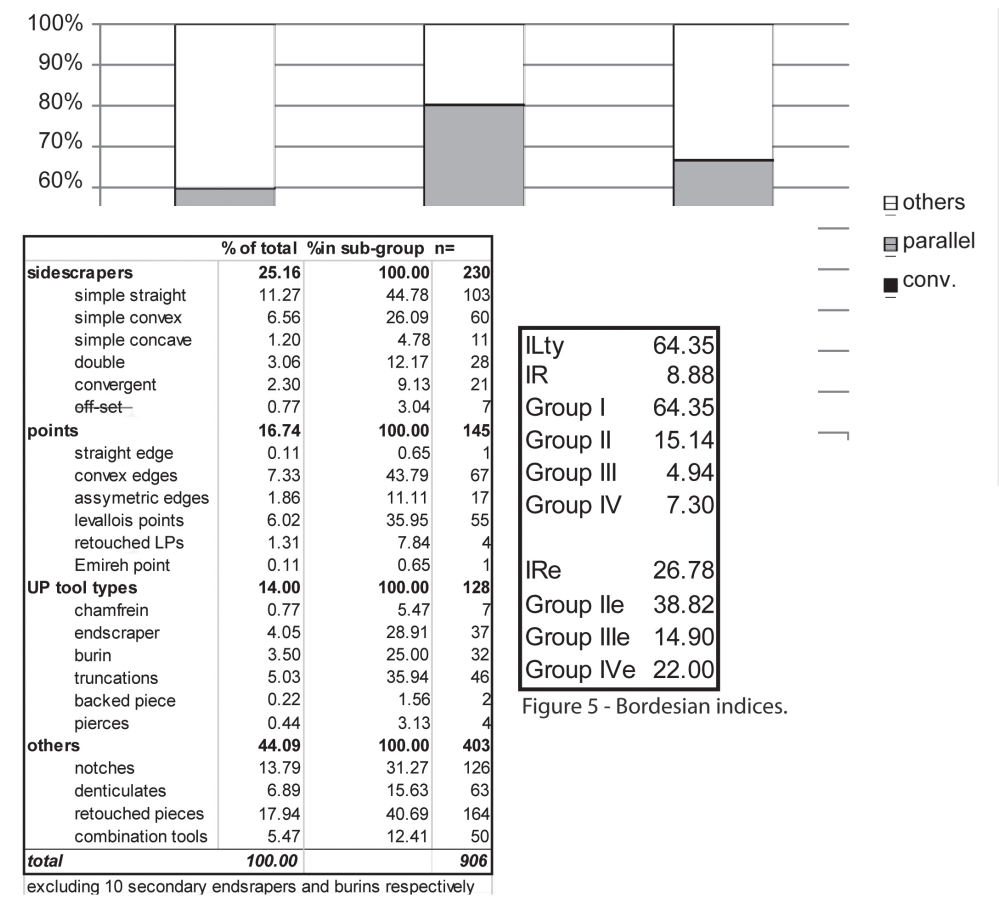 100%
90%
80%
70%
60%
others
parallel
conv.
% of total %in sub-group n=
sidescrapers 25.16 100.00 230
simple straight 11.27 44.78 103
simple convex 6.56 26.09 60
simple concave 1.20 4.78 11
double 3.06 12.17 28
convergent 2.30 9.13 21
off-set 0.77 3.04 7
points 16.74 100.00 145
straight edge 0.11 0.65 1
convex edges 7.33 43.79 67
assymetric edges 1.86 11.11 17
levallois points 6.02 35.95 55
retouched LPs 1.31 7.84 4
Emireh point 0.11 0.65 1
UP tool types 14.00 100.00 128
chamfrein 0.77 5.47 7
endscraper 4.05 28.91 37
burin 3.50 25.00 32
truncations 5.03 35.94 46
backed piece 0.22 1.56 2
pierces 0.44 3.13 4
others 44.09 100.00 403
notches 13.79 31.27 126
denticulates 6.89 15.63 63
retouched pieces 17.94 40.69 164
combination tools 5.47 12.41 50
total 100.00 906
excluding 10 secondary endsrapers and burins respectively
ILty 64.35
IR 8.88
Group I 64.35
Group II 15.14
Group III 4.94
Group IV 7.30
IRe 26.78
Group IIe 38.82
Group IIIe 14.90
Group IVe 22.00
Figure 5 - Bordesian indices.